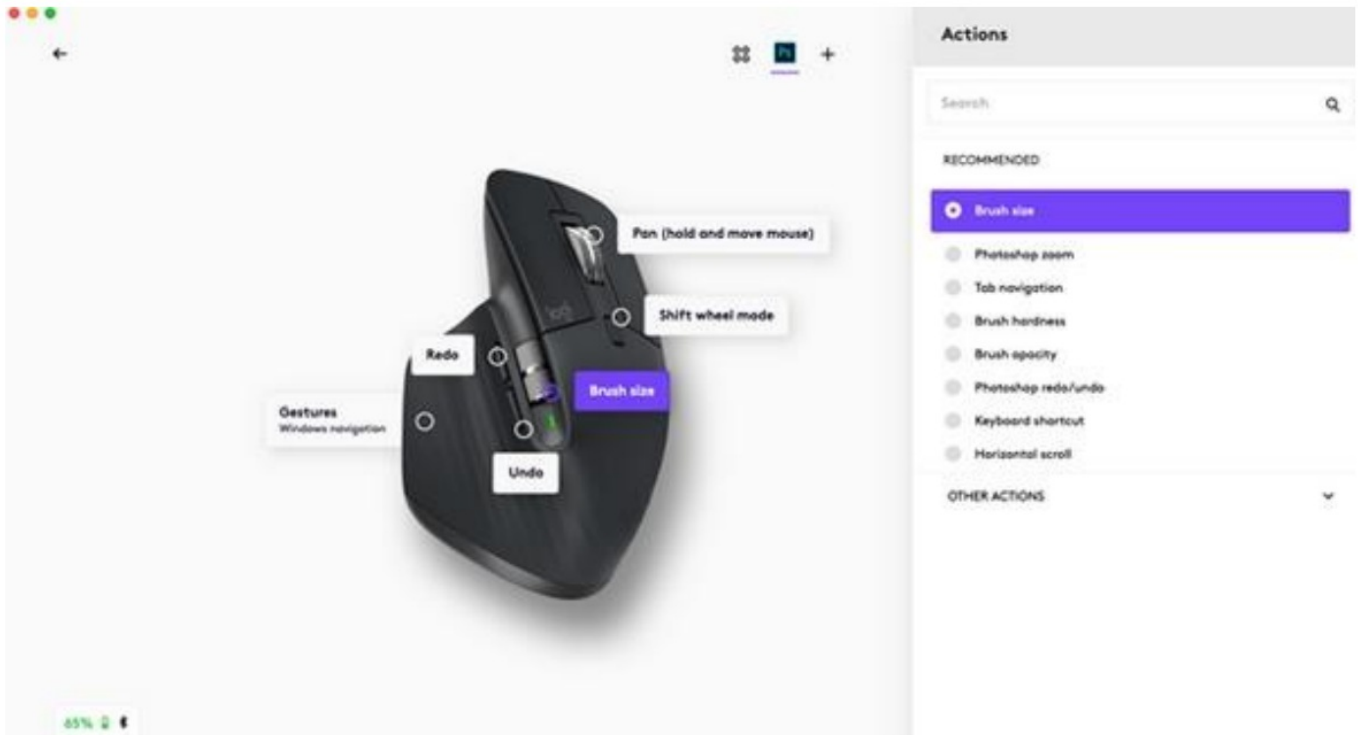 Ps
Actions
Search
RECOMMENDED
Brush size
Photoshop zoom
Tab navigation
Brush hardness
Brush opacity
Photoshop redo/undo
Keyboard shortcut
Horizontal scroll
OTHER ACTIONS
Pan (hold and move mouse)
Shift wheel mode
Redo
Brush size
Gestures
Windows navigation
Undo
logi
65%